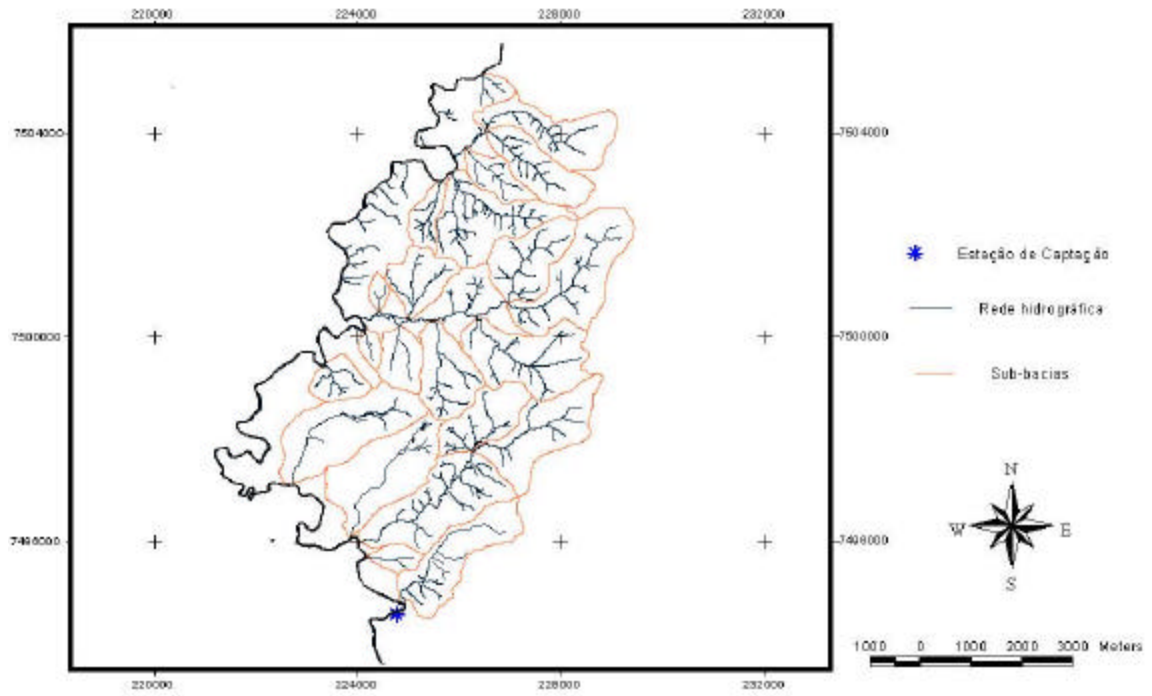 220000 224000 228000 232000
7504000 7504000
Estação de Captação
Rede hidrográfica
7500000 7500000
Sub-bacias
N
W E
S
7496000 7496000
1000 0 1000 2000 3000 Meters
220000 224000 228000 232000